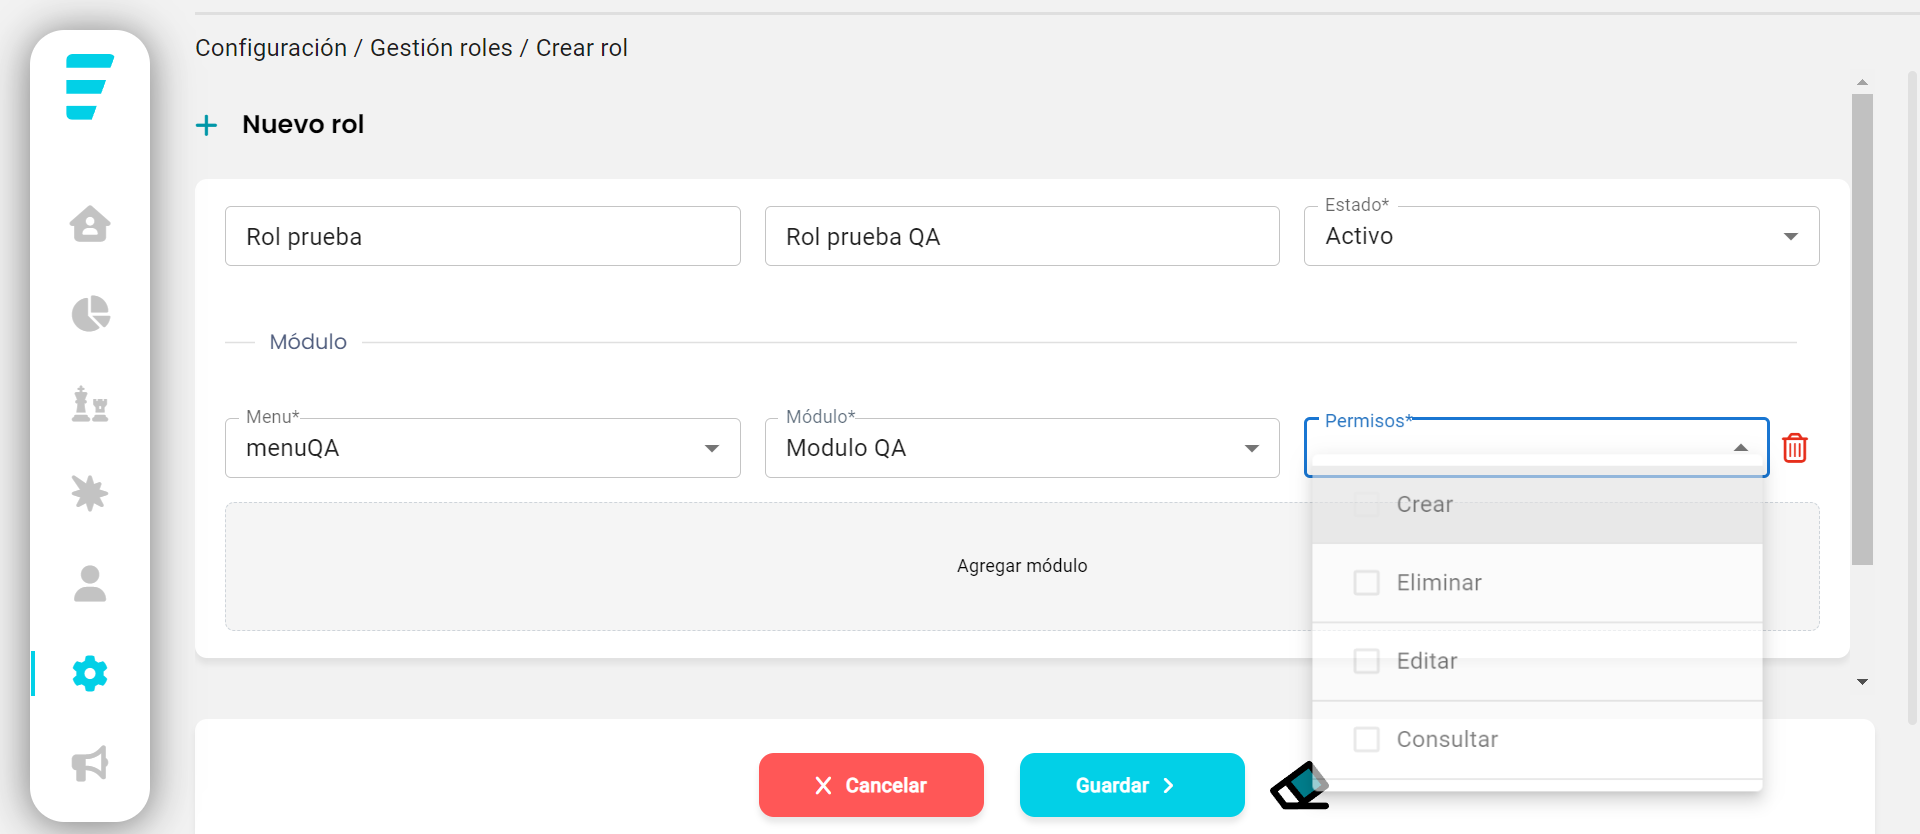 Configuración / Gestión roles / Crear rol
Nuevo rol
Rol prueba
Rol prueba QA
Estado*
Activo
Módulo
Menu*
menuQA
Módulo*
Modulo QA
Permisos*
Crear
Eliminar
Editar
Consultar
Agregar módulo
Cancelar
Guardar